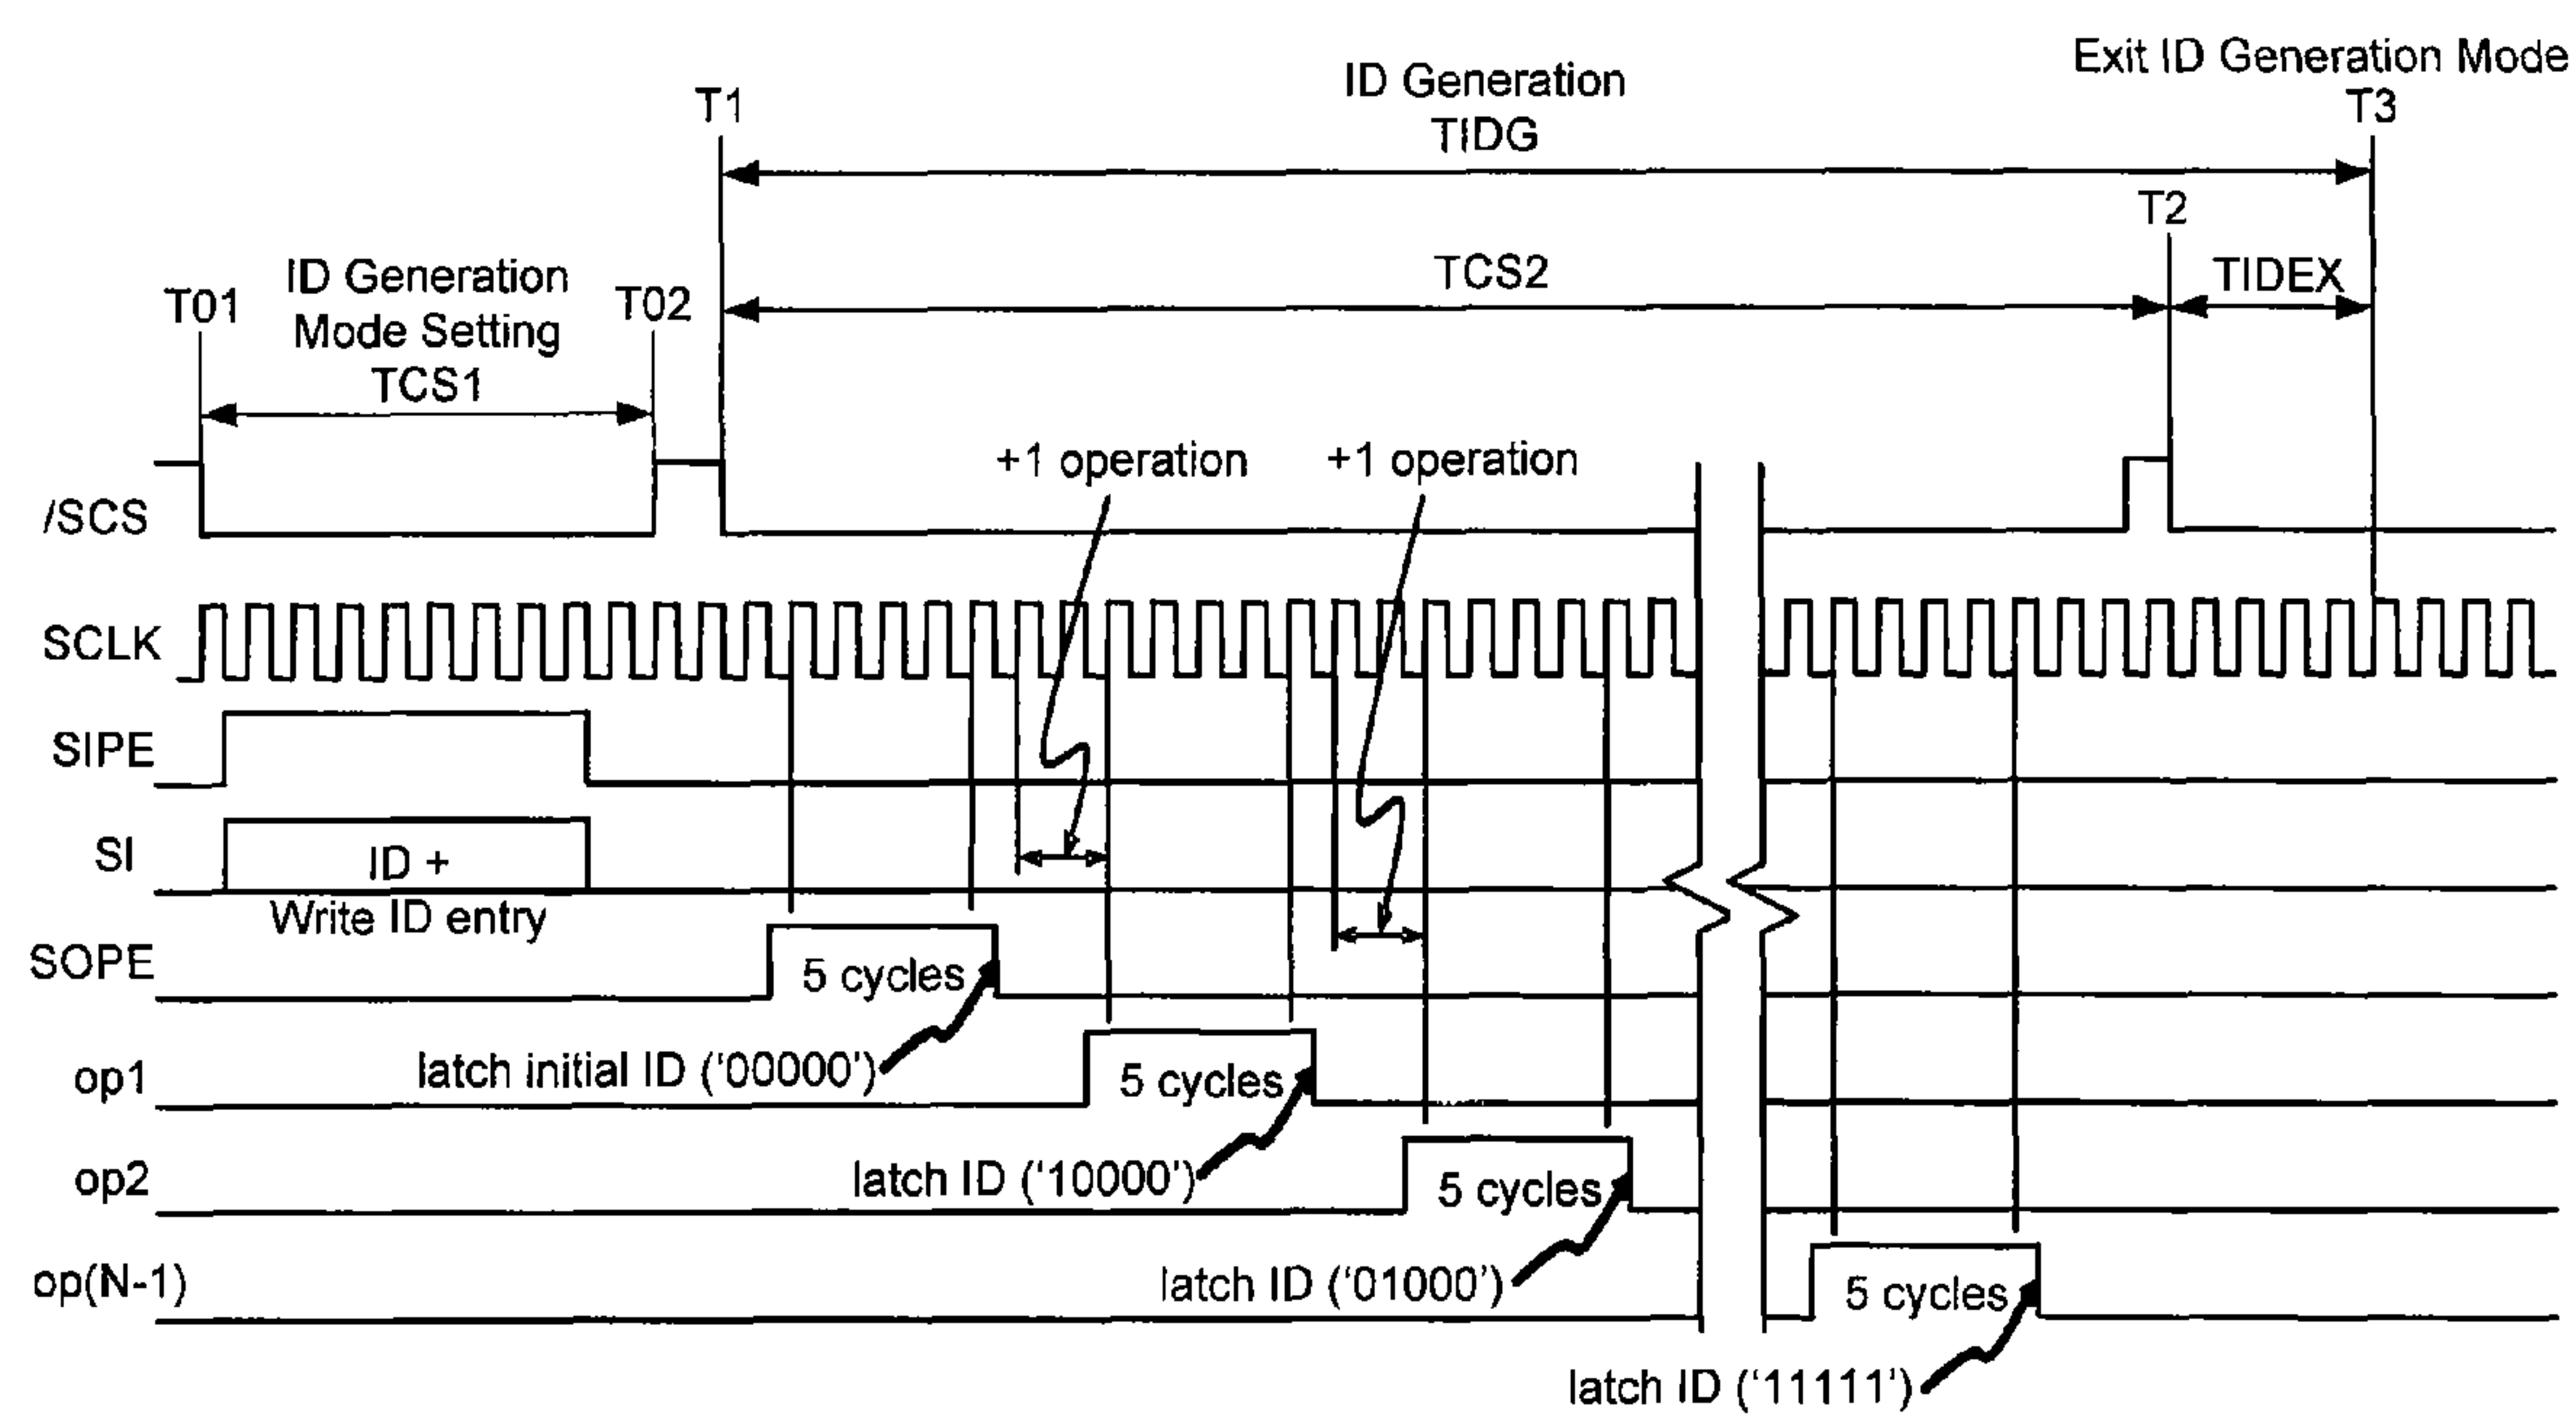 Exit ID Generation Mode
T3
ID Generation
TIDG
T1
T2
TCS2
TIDEX
ID Generation
Mode Setting
TCS1
T01
T02
+1 operation
+1 operation
/SCS
SCLK
SIPE
SI
ID +
Write ID entry
SOPE
5 cycles
latch initial ID ('00000')
op1
5 cycles
latch ID ('10000')
op2
5 cycles
latch ID ('01000')
op(N-1)
5 cycles
latch ID ('11111')